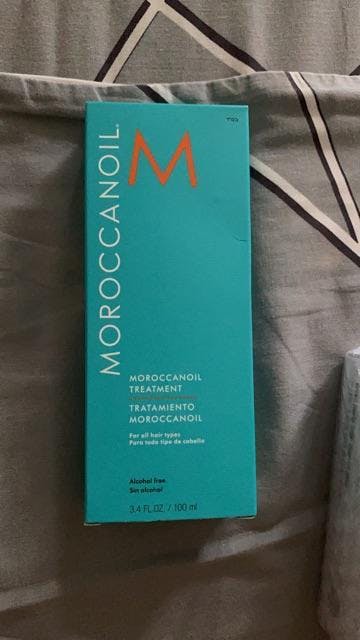 MOROCCANOIL®
M
MOROCCANOIL
TREATMENT
TRATAMIENTO
MOROCCANOIL
For all hair types
Para todo tipo de cabello
Alcohol free
Sin alcohol
3.4 FL.OZ. / 100 ml